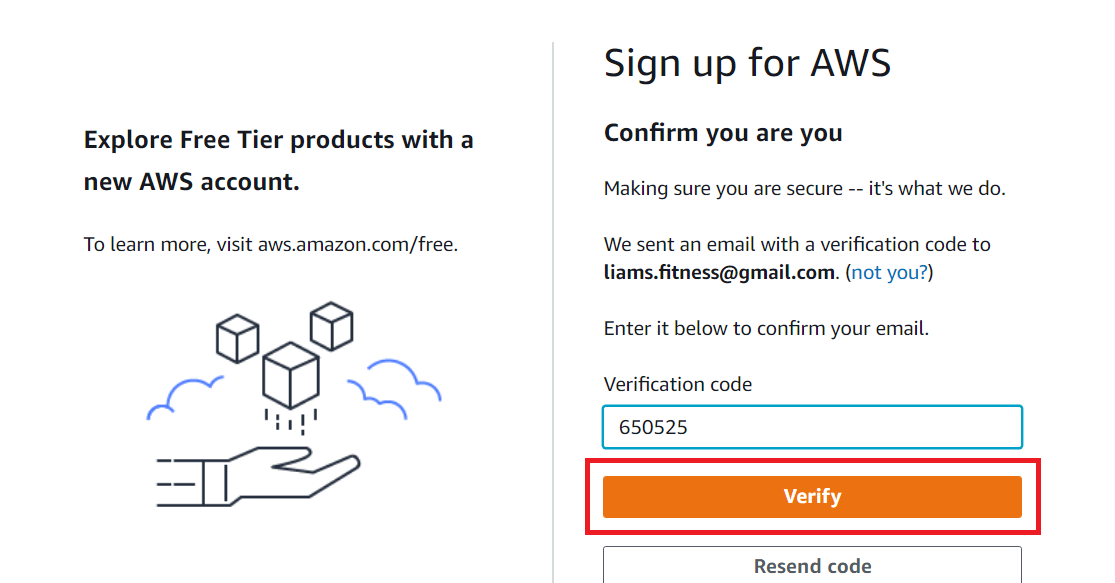 Explore Free Tier products with a
new AWS account.
To learn more, visit aws.amazon.com/free.
Sign up for AWS
Confirm you are you
Making sure you are secure -- it's what we do.
We sent an email with a verification code to
liams.fitness@gmail.com. (not you?)
Enter it below to confirm your email.
Verification code
650525
Verify
Resend code